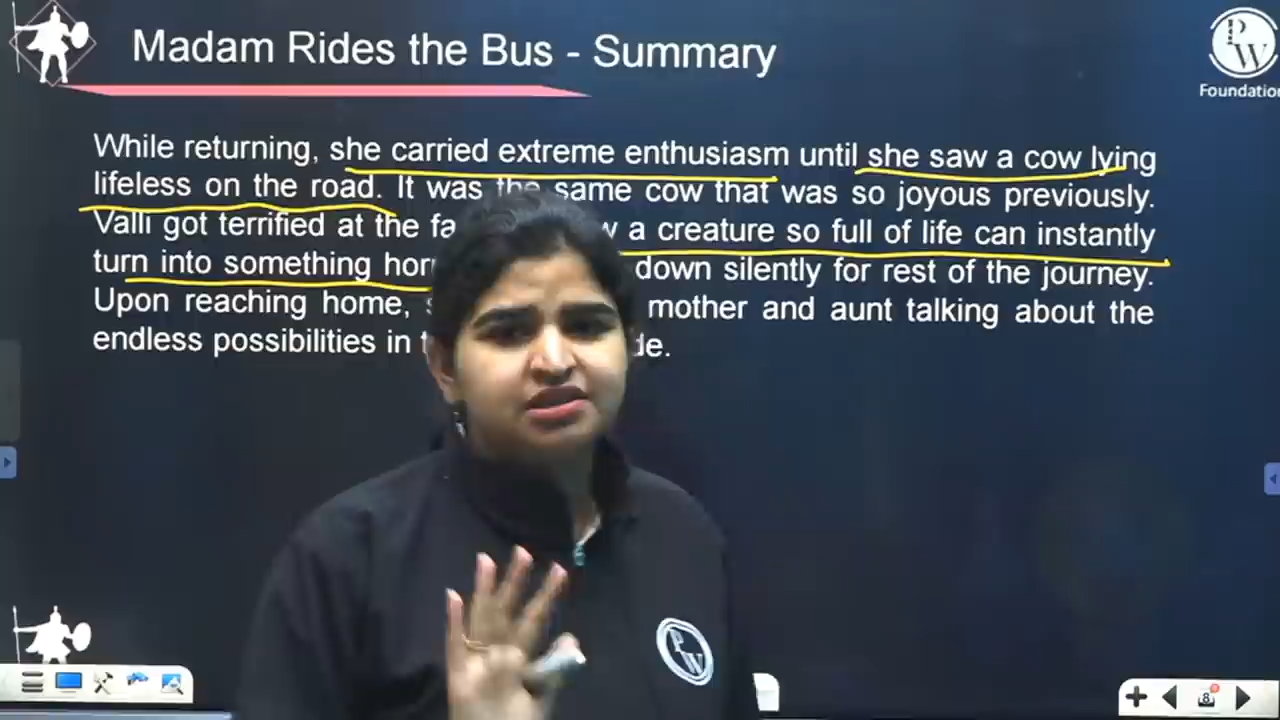 Madam Rides the Bus - Summary
PW
Foundation
While returning, she carried extreme enthusiasm until she saw a cow lying
lifeless on the road. It was the same cow that was so joyous previously.
Valli got terrified at the a creature so full of life can instantly
turn into something down silently for rest of the journey.
Upon reaching home, mother and aunt talking about the
endless possibilities in
PW
8